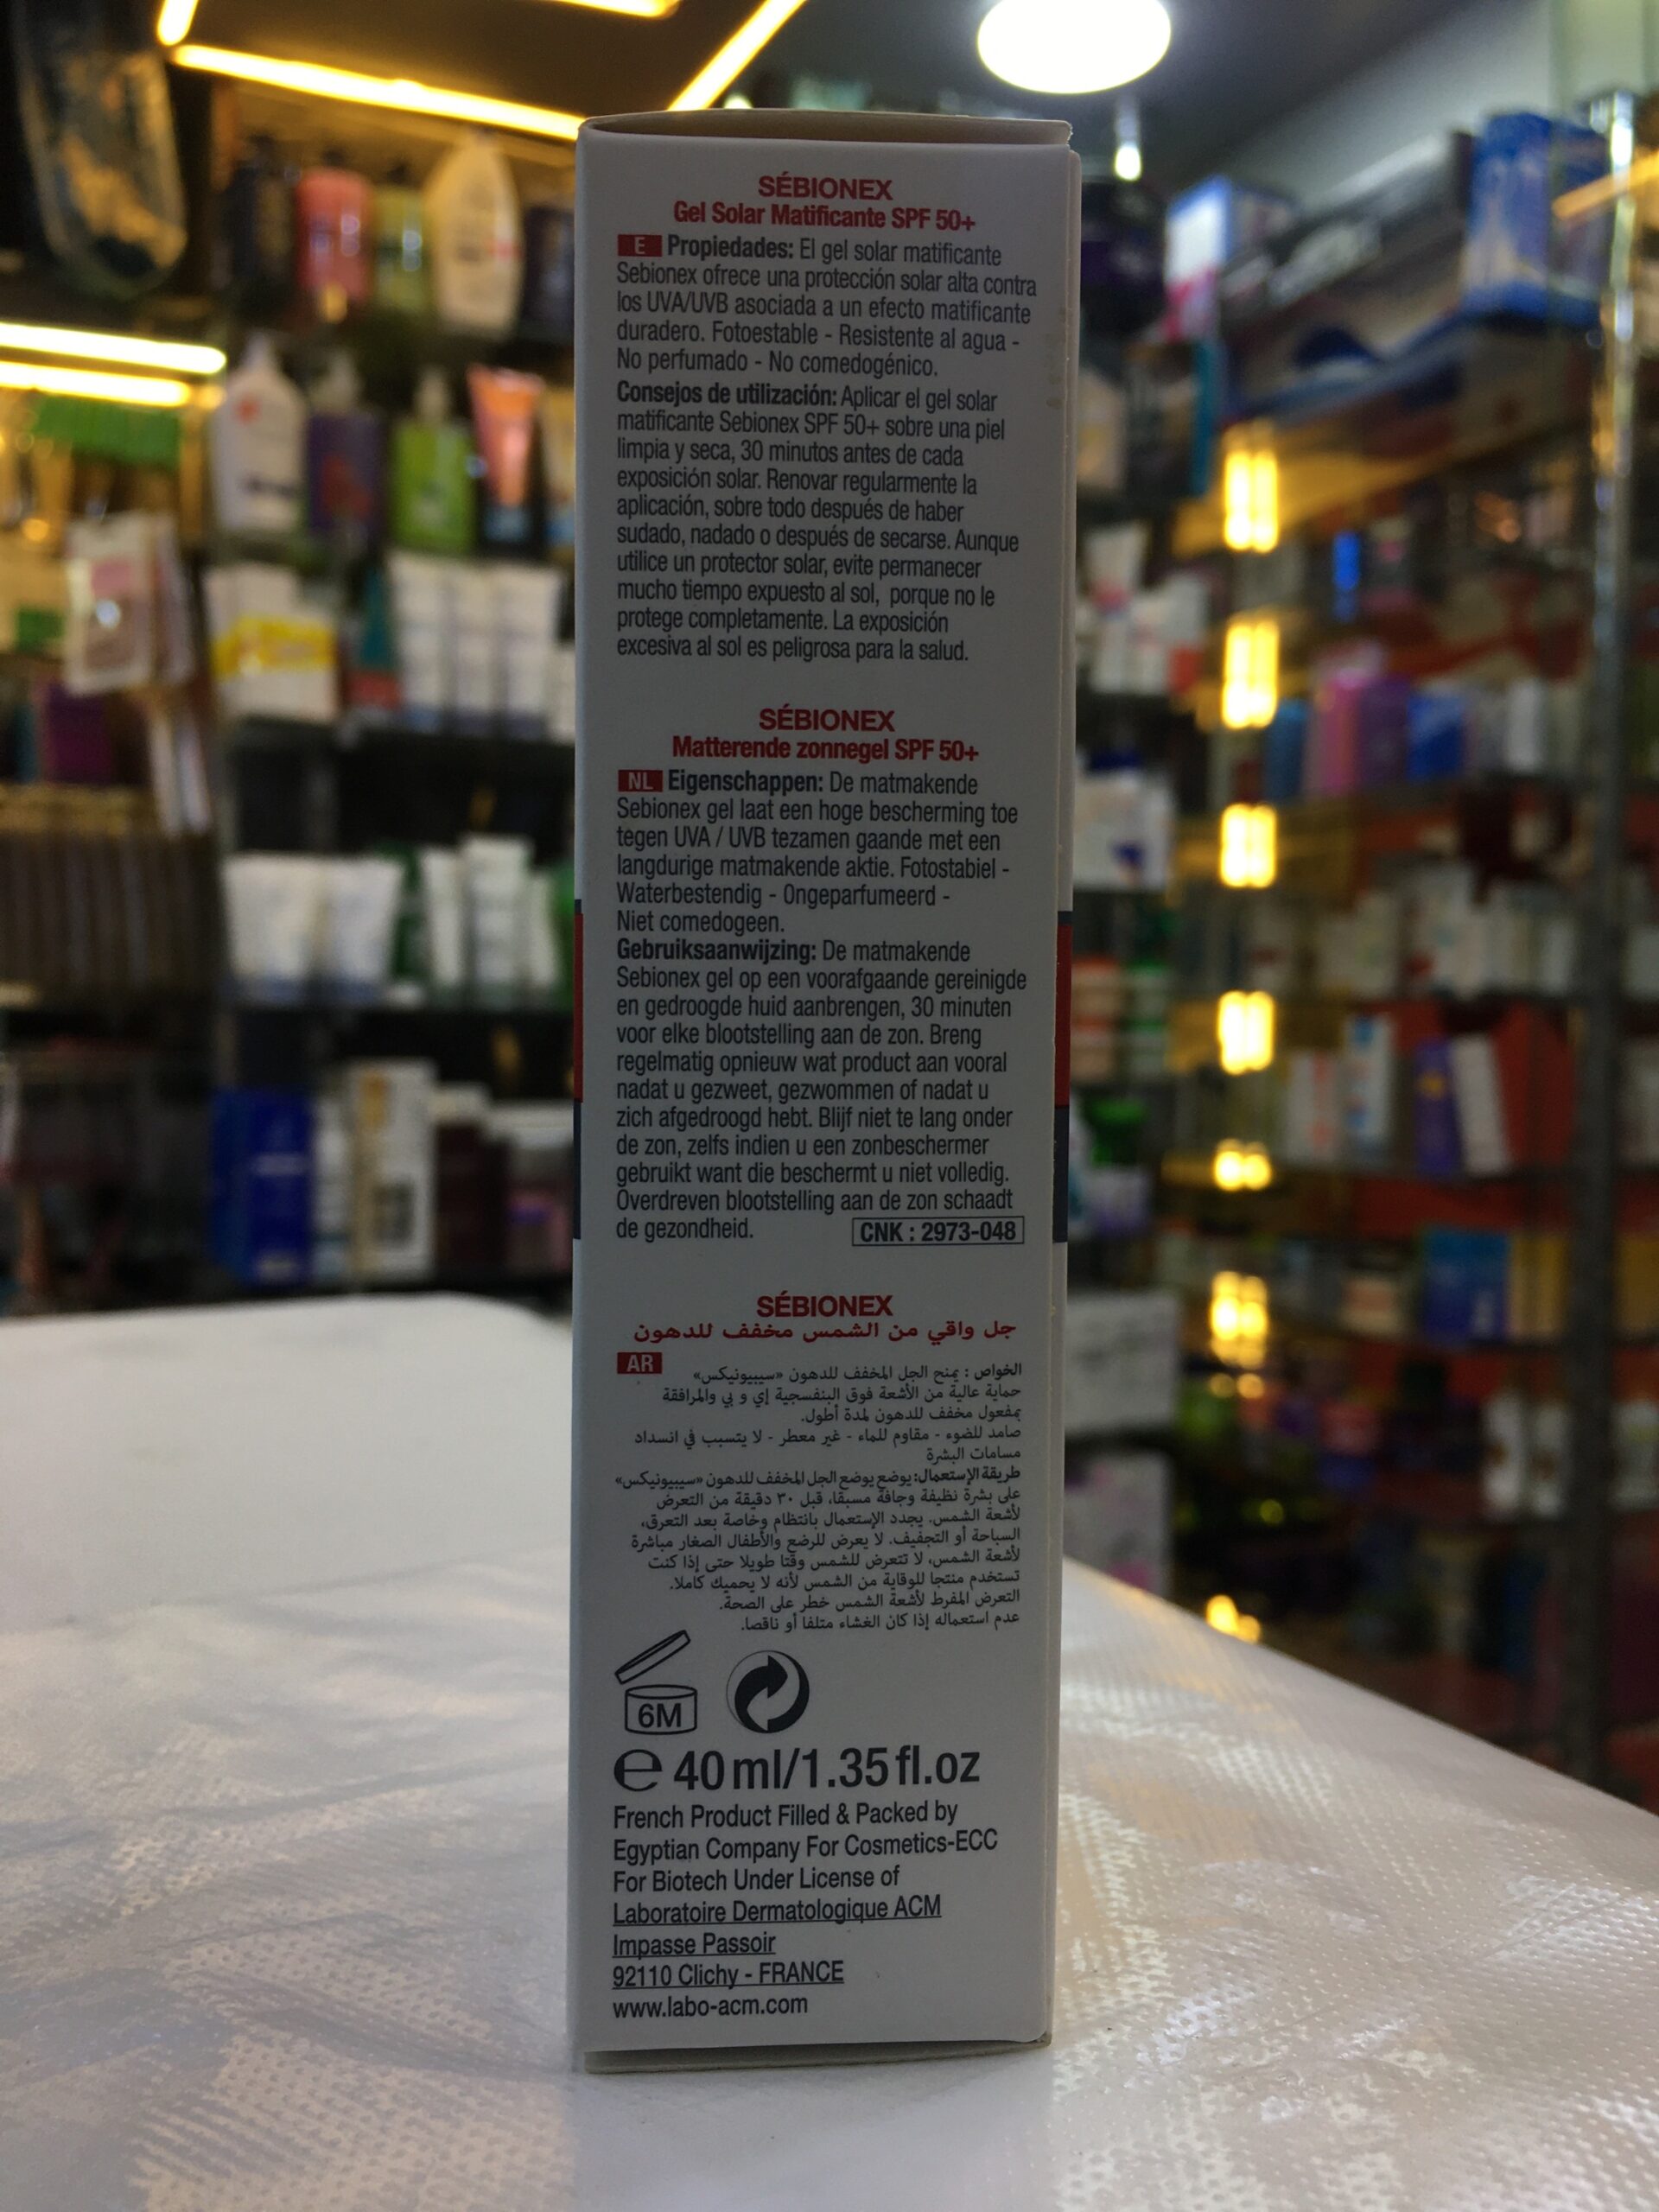 SÉBIONEX
Gel Solar Matificante SPF 50+
E Propiedades: El gel solar matificante
Sebionex ofrece una protección solar alta contra
los UVA/UVB asociada a un efecto matificante
duradero. Fotoestable - Resistente al agua -
No perfumado - No comedogénico.
Consejos de utilización: Aplicar el gel solar
matificante Sebionex SPF 50+ sobre una piel
limpia y seca, 30 minutos antes de cada
exposición solar. Renovar regularmente la
aplicación, sobre todo después de haber
sudado, nadado o después de secarse. Aunque
utilice un protector solar, evite permanecer
mucho tiempo expuesto al sol, porque no le
protege completamente. La exposición
excesiva al sol es peligrosa para la salud.
SÉBIONEX
Matterende zonnegel SPF 50+
NL Eigenschappen: De matmakende
Sebionex gel laat een hoge bescherming toe
tegen UVA / UVB tezamen gaande met een
langdurige matmakende aktie. Fotostabiel -
Waterbestendig - Ongeparfumeerd -
Niet comedogeen.
Gebruiksaanwijzing: De matmakende
Sebionex gel op een voorafgaande gereinigde
en gedroogde huid aanbrengen, 30 minuten
voor elke blootstelling aan de zon. Breng
regelmatig opnieuw wat product aan vooral
nadat u gezweet, gezwommen of nadat u
zich afgedroogd hebt. Blijf niet te lang onder
de zon, zelfs indien u een zonbeschermer
gebruikt want die beschermt u niet volledig.
Overdreven blootstelling aan de zon schaadt
de gezondheid. CNK : 2973-048
SÉBIONEX
جل واقي من الشمس مخفف للدهون
AR
الخواص : يمنح الجل المخفف للدهون «سيبيونيكس»
حماية عالية من الأشعة فوق البنفسجية إي و بي والمرافقة
بمفعول مخفف للدهون لمدة أطول.
صامد للضوء - مقاوم للماء - غير معطر - لا يتسبب في انسداد
مسامات البشرة
طريقة الإستعمال: يوضع يوضع الجل المخفف للدهون «سيبيونيكس»
على بشرة نظيفة وجافة مسبقا، قبل ٣٠ دقيقة من التعرض
لأشعة الشمس. يجدد الإستعمال بانتظام وخاصة بعد التعرق،
السباحة أو التجفيف. لا يعرض للرضع والأطفال الصغار مباشرة
لأشعة الشمس، لا تتعرض للشمس وقتا طويلا حتى إذا كنت
تستخدم منتجا للوقاية من الشمس لأنه لا يحميك كاملا.
التعرض المفرط لأشعة الشمس خطر على الصحة.
عدم استعماله إذا كان الغشاء متلفا أو ناقصا.
6M
e 40 ml/1.35 fl.oz
French Product Filled & Packed by
Egyptian Company For Cosmetics-ECC
For Biotech Under License of
Laboratoire Dermatologique ACM
Impasse Passoir
92110 Clichy - FRANCE
www.labo-acm.com